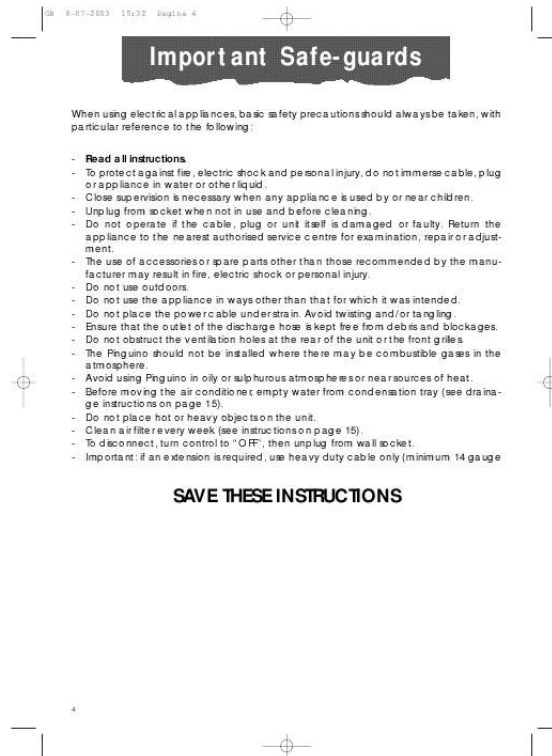 GB 8-07-2003 15:32 Pagina 4
Important Safe-guards
When using electrical appliances, basic safety precautions should always be taken, with
particular reference to the following:
- Read all instructions.
- To protect against fire, electric shock and personal injury, do not immerse cable, plug
or appliance in water or other liquid.
- Close supervision is necessary when any appliance is used by or near children.
- Unplug from socket when not in use and before cleaning.
- Do not operate if the cable, plug or unit itself is damaged or faulty. Return the
appliance to the nearest authorised service centre for examination, repair or adjust-
ment.
- The use of accessories or spare parts other than those recommended by the manu-
facturer may result in fire, electric shock or personal injury.
- Do not use outdoors.
- Do not use the appliance in ways other than that for which it was intended.
- Do not place the power cable under strain. Avoid twisting and/or tangling.
- Ensure that the outlet of the discharge hose is kept free from debris and blockages.
- Do not obstruct the ventilation holes at the rear of the unit or the front grilles.
- The Pinguino should not be installed where there may be combustible gases in the
atmosphere.
- Avoid using Pinguino in oily or sulphurous atmospheres or near sources of heat.
- Before moving the air conditioner, empty water from condensation tray (see draina-
ge instructions on page 15).
- Do not place hot or heavy objects on the unit.
- Clean air filter every week (see instructions on page 15).
- To disconnect, turn control to "OFF", then unplug from wall socket.
- Important: if an extension is required, use heavy duty cable only (minimum 14 gauge
SAVE THESE INSTRUCTIONS
4